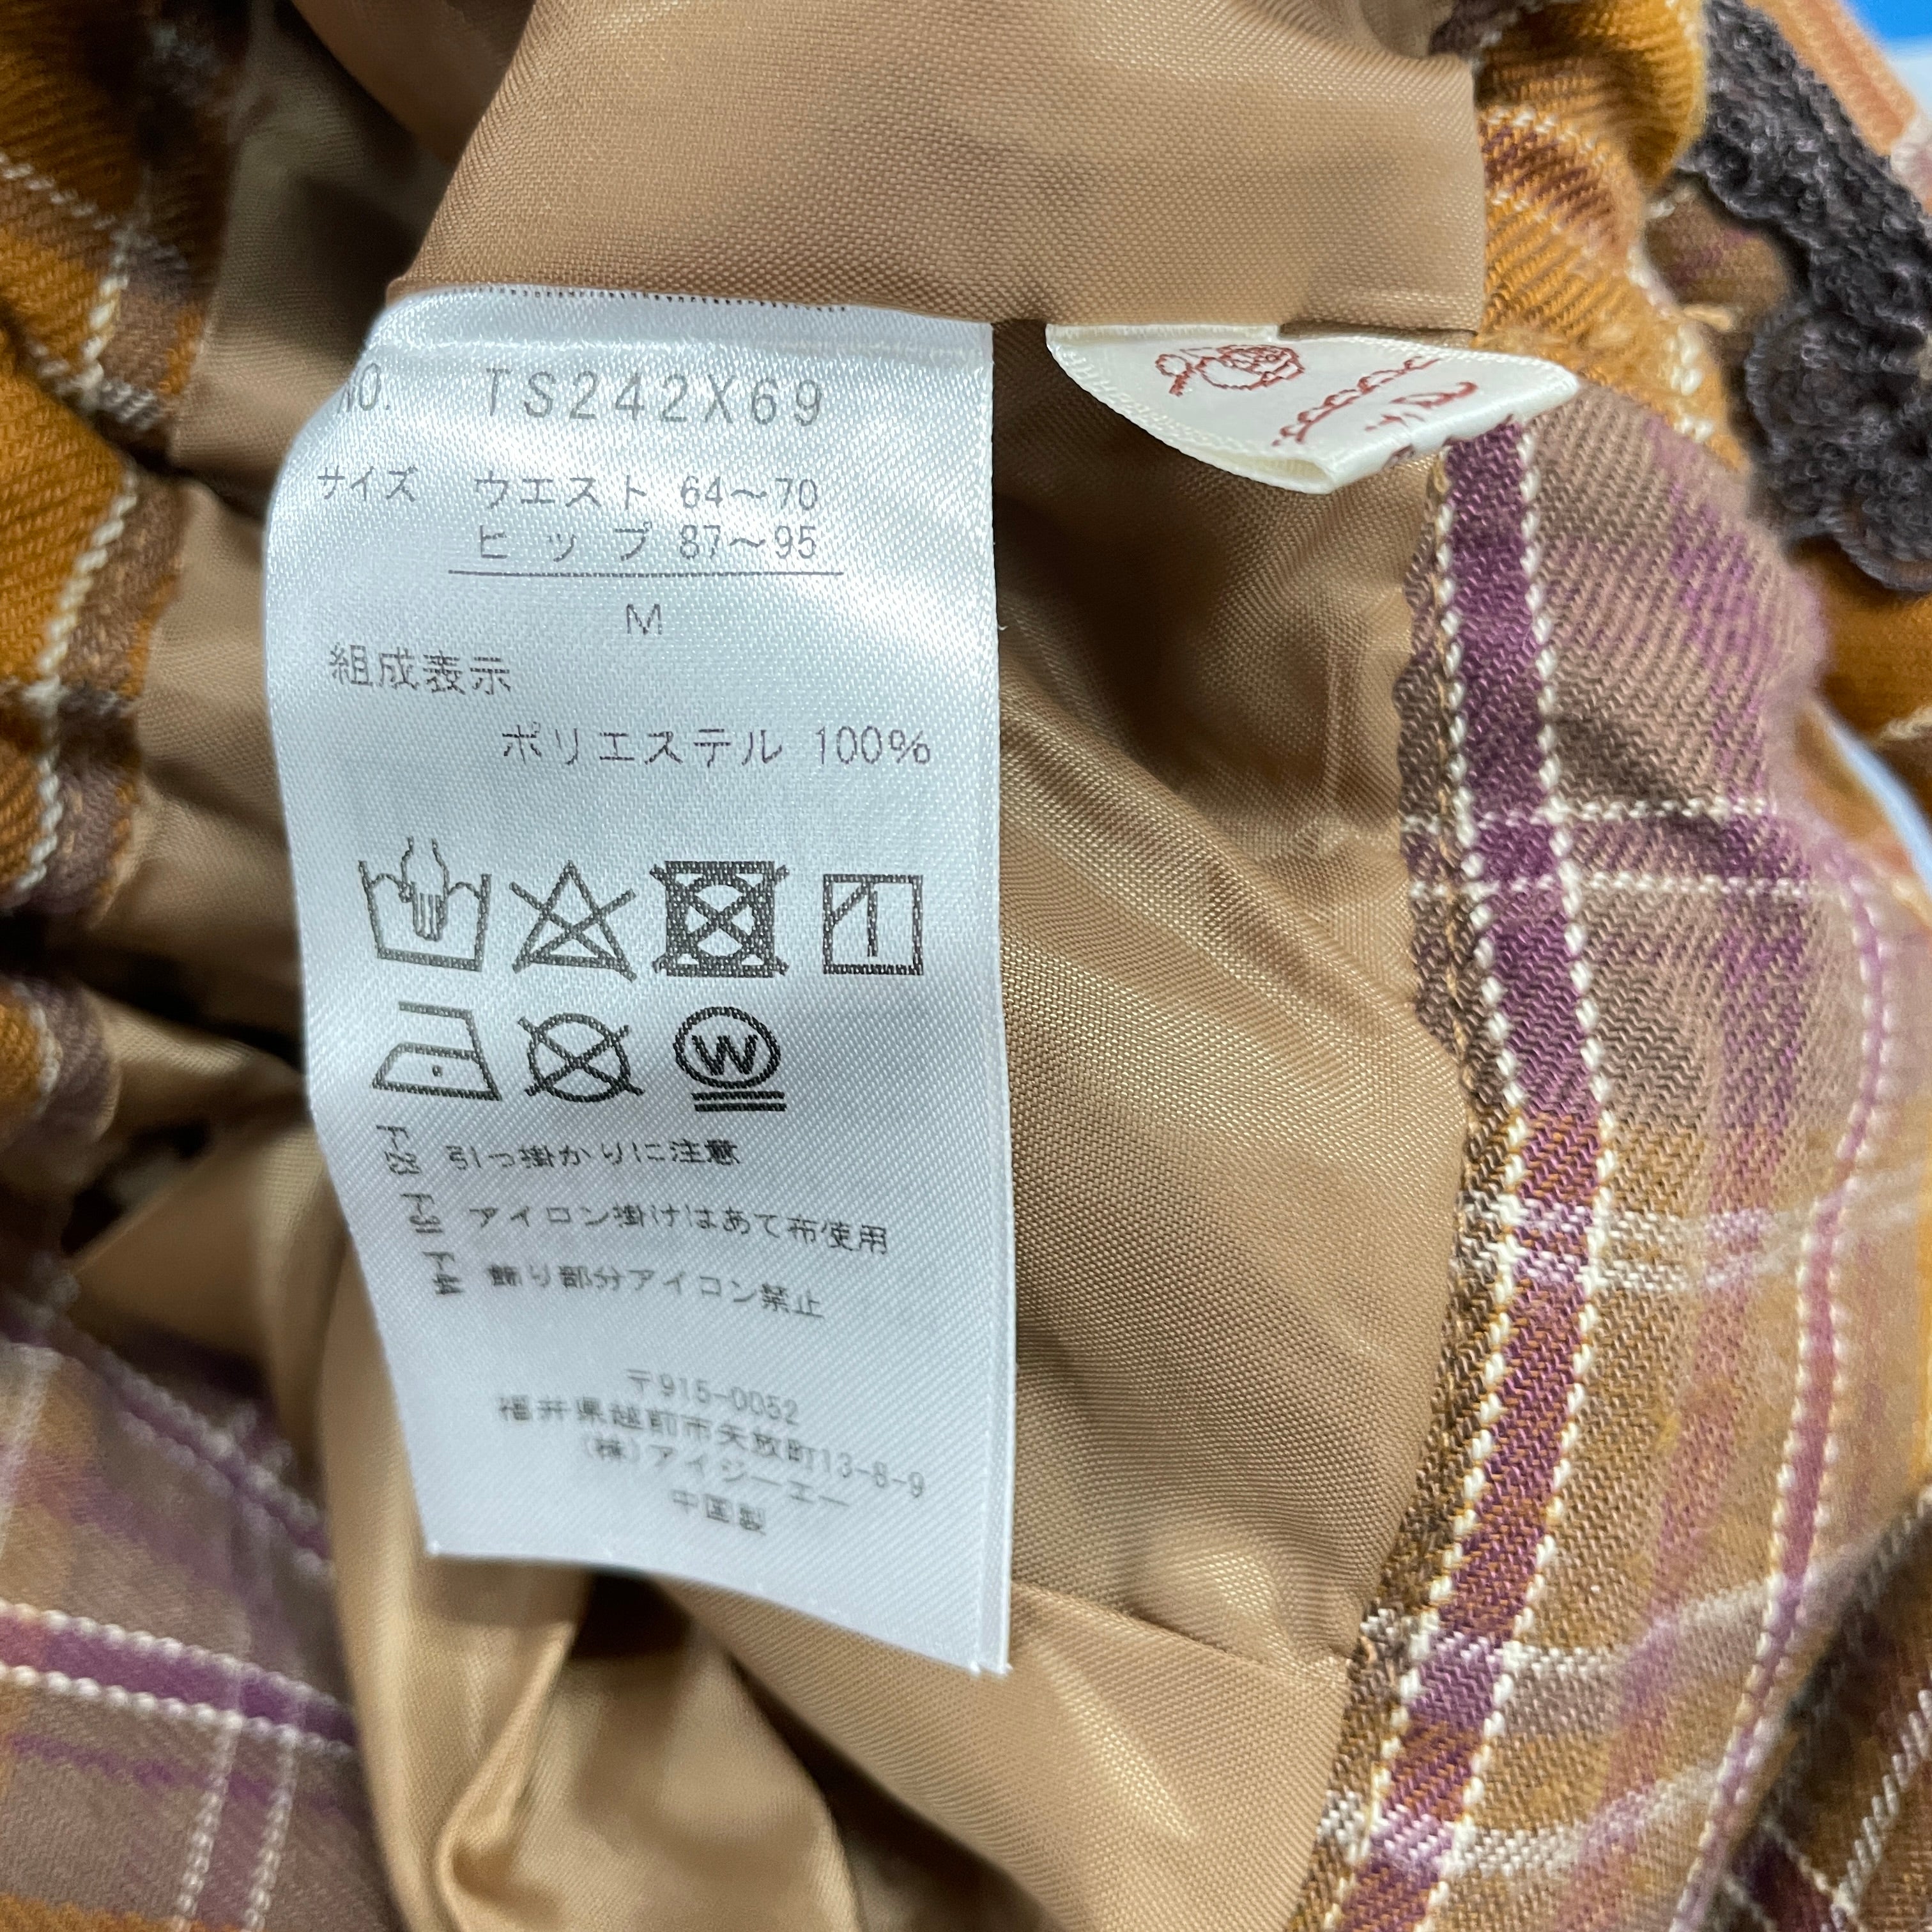 NO. TS242X69
サイズ ウエスト 64～70
ヒップ 87～95
M
組成表示
ポリエステル 100%
W
F-23 引っ掛かりに注意
F-31 アイロン掛けはあて布使用
F-44 飾り部分アイロン禁止
〒915-0052
福井県越前市矢放町13-8-9
(株)アイジーエー
中国製